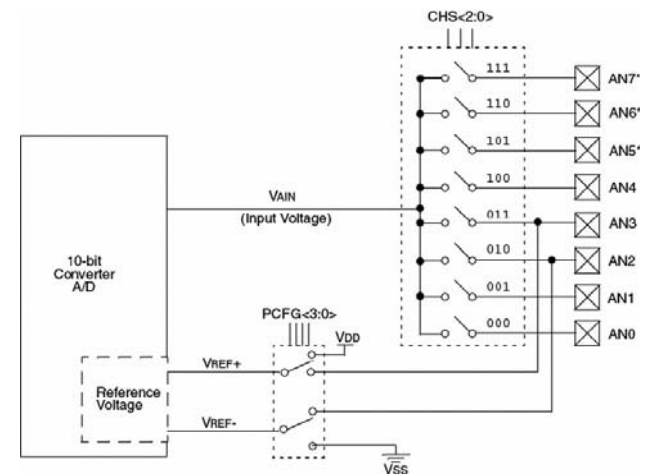 CHS<2:0>
111
AN7*
110
AN6*
101
AN5*
100
AN4
VAIN
(Input Voltage)
011
AN3
10-bit
Converter
A/D
010
AN2
001
AN1
PCFG<3:0>
000
AN0
VDD
VREF+
Reference
Voltage
VREF-
VSS